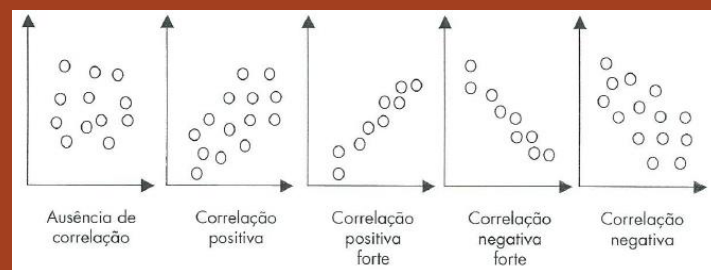 Ausência de
correlação
Correlação
positiva
Correlação
positiva
forte
Correlação
negativa
forte
Correlação
negativa